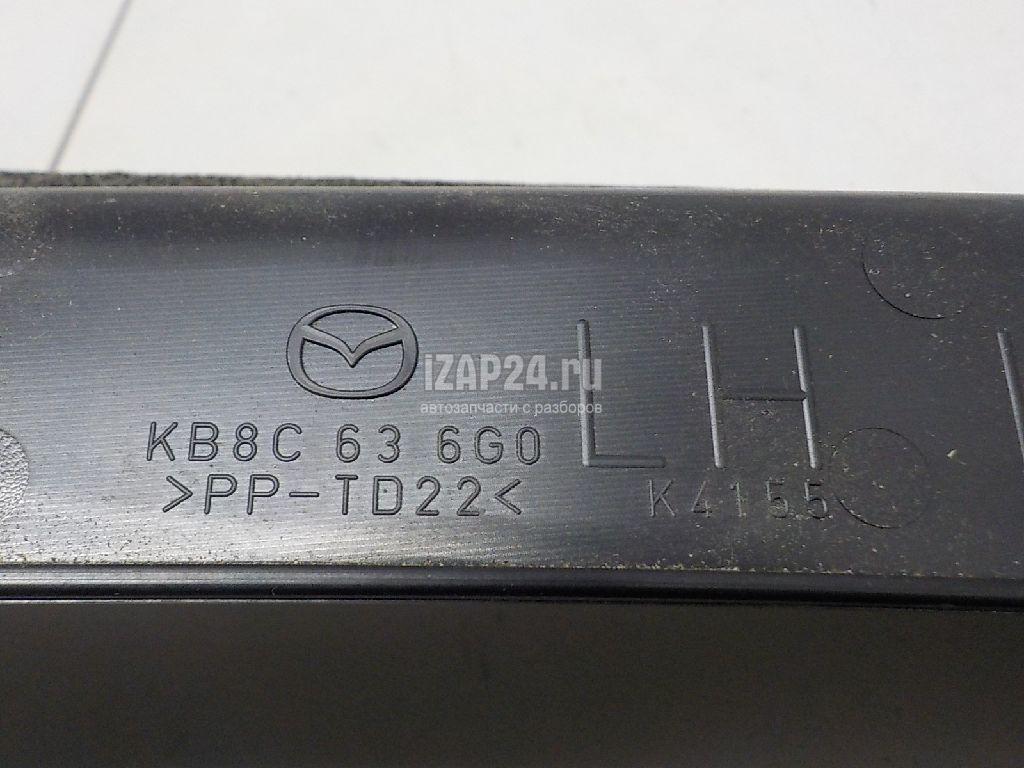 iZAP24.ru
автозапчасти с разборов
LH
KB8C 63 6G0
>PP-TD22<
K4155